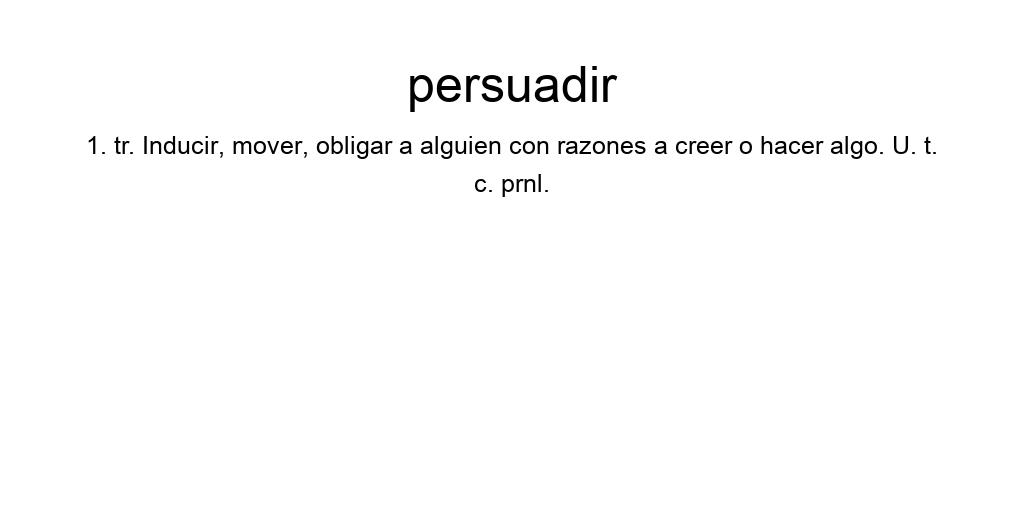 persuadir
1. tr. Inducir, mover, obligar a alguien con razones a creer o hacer algo. U. t.
c. prnl.